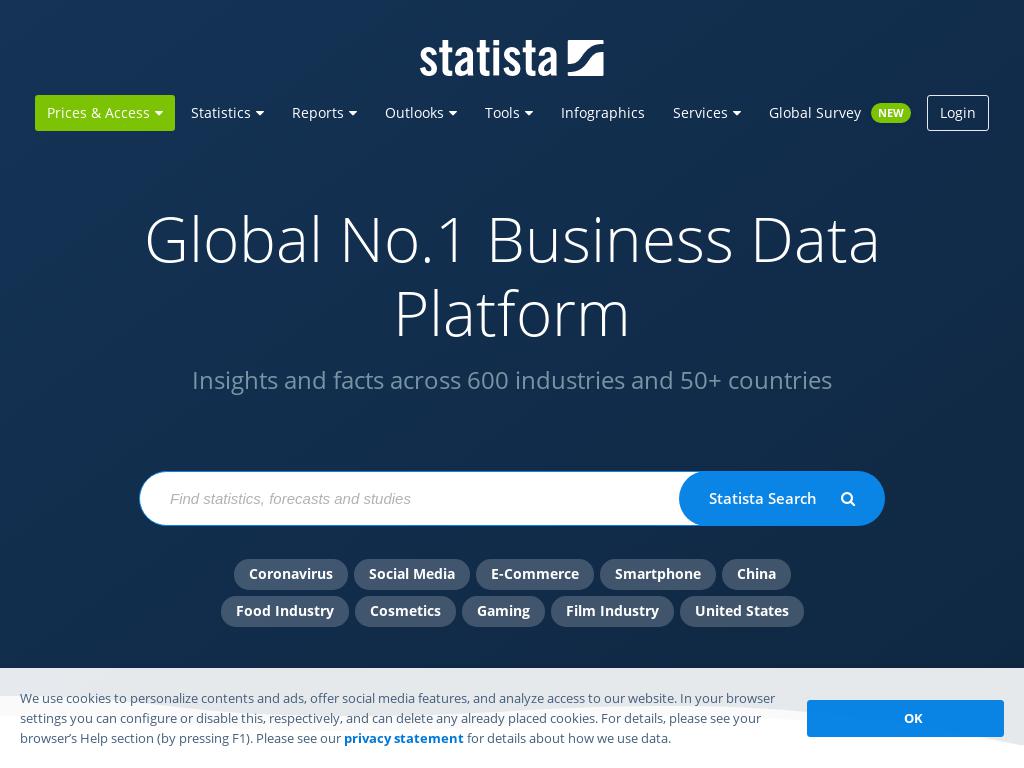 statista
Prices & Access Statistics Reports Outlooks Tools Infographics Services Global Survey NEW Login
Global No.1 Business Data
Platform
Insights and facts across 600 industries and 50+ countries
Find statistics, forecasts and studies Statista Search
Coronavirus Social Media E-Commerce Smartphone China
Food Industry Cosmetics Gaming Film Industry United States
We use cookies to personalize contents and ads, offer social media features, and analyze access to our website. In your browser
settings you can configure or disable this, respectively, and can delete any already placed cookies. For details, please see your
browser’s Help section (by pressing F1). Please see our privacy statement for details about how we use data.
OK